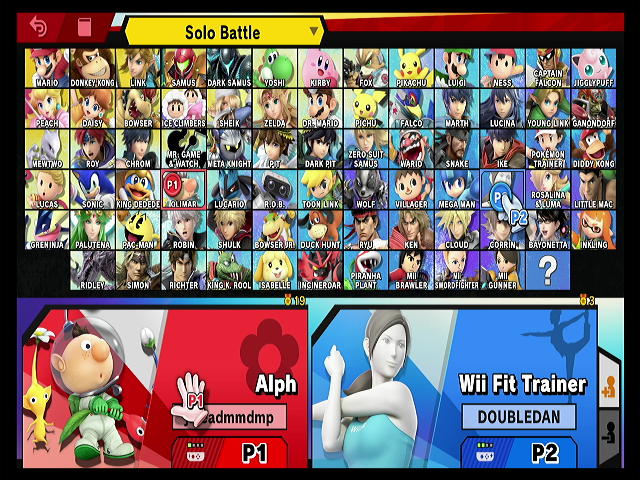 Solo Battle
MARIO DONKEY KONG LINK SAMUS DARK SAMUS YOSHI KIRBY FOX PIKACHU LUIGI NESS CAPTAIN FALCON JIGGLYPUFF
PEACH DAISY BOWSER ICE CLIMBERS SHEIK ZELDA DR. MARIO PICHU FALCO MARTH LUCINA YOUNG LINK GANONDORF
MEWTWO ROY CHROM MR. GAME & WATCH META KNIGHT PIT DARK PIT ZERO SUIT SAMUS WARIO SNAKE IKE POKÉMON TRAINER DIDDY KONG
LUCAS SONIC KING DEDEDE P1 OLIMAR LUCARIO R.O.B. TOON LINK WOLF VILLAGER MEGA MAN P2 ROSALINA & LUMA LITTLE MAC
GRENINJA PALUTENA PAC-MAN ROBIN SHULK BOWSER JR. DUCK HUNT RYU KEN CLOUD CORRIN BAYONETTA INKLING
RIDLEY SIMON RICHTER KING K. ROOL ISABELLE INCINEROAR PIRANHA PLANT MII BRAWLER MII SWORDFIGHTER MII GUNNER ?
19
3
Alph
P1
admmdmp
P1
Wii Fit Trainer
DOUBLEDAN
P2